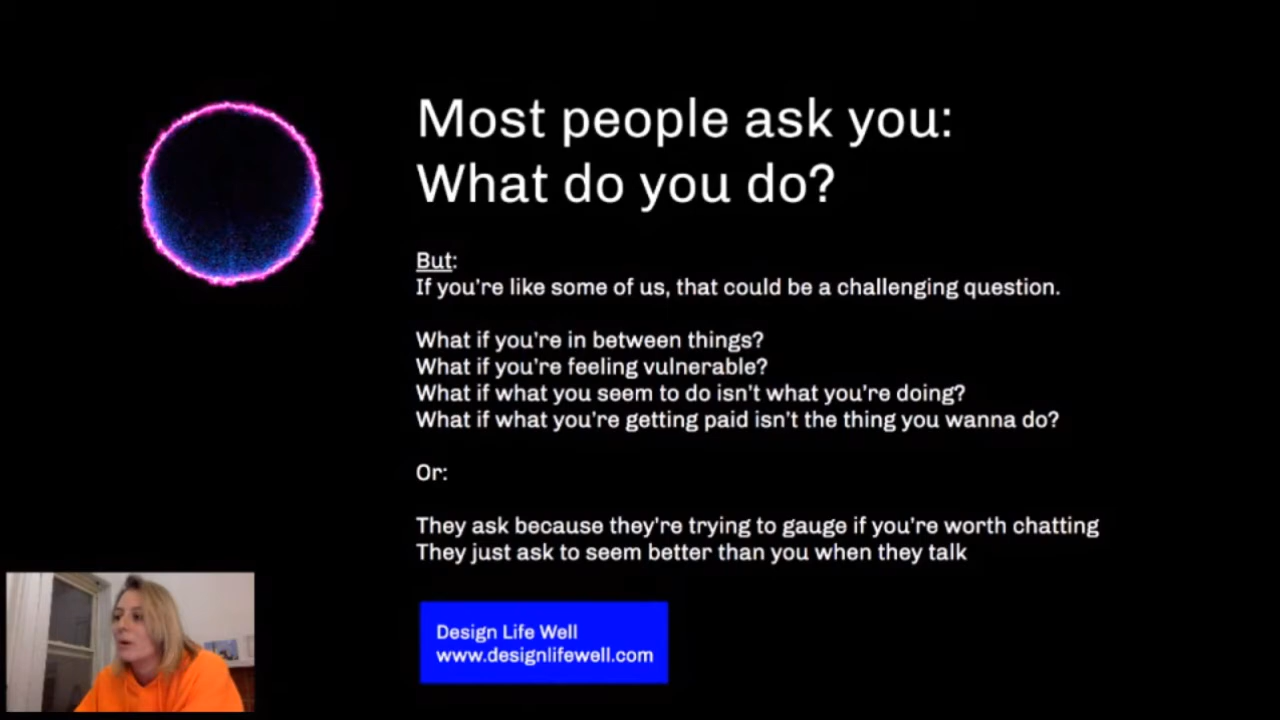 Most people ask you:
What do you do?
But:
If you're like some of us, that could be a challenging question.
What if you're in between things?
What if you're feeling vulnerable?
What if what you seem to do isn't what you're doing?
What if what you're getting paid isn't the thing you wanna do?
Or:
They ask because they're trying to gauge if you're worth chatting
They just ask to seem better than you when they talk
Design Life Well
www.designlifewell.com